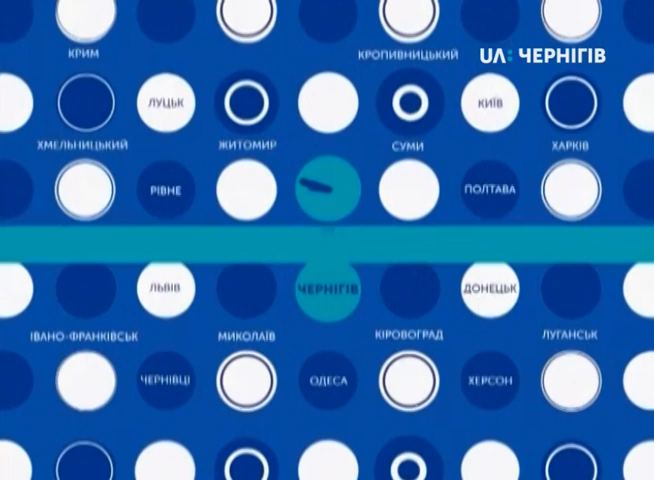 КРИМ
КРОПИВНИЦЬКИЙ
UA: ЧЕРНІГІВ
ЛУЦЬК
КИЇВ
ХМЕЛЬНИЦЬКИЙ
ЖИТОМИР
СУМИ
ХАРКІВ
РІВНЕ
ПОЛТАВА
ЛЬВІВ
ЧЕРНІГІВ
ДОНЕЦЬК
ІВАНО-ФРАНКІВСЬК
МИКОЛАЇВ
КІРОВОГРАД
ЛУГАНСЬК
ЧЕРНІВЦІ
ОДЕСА
ХЕРСОН